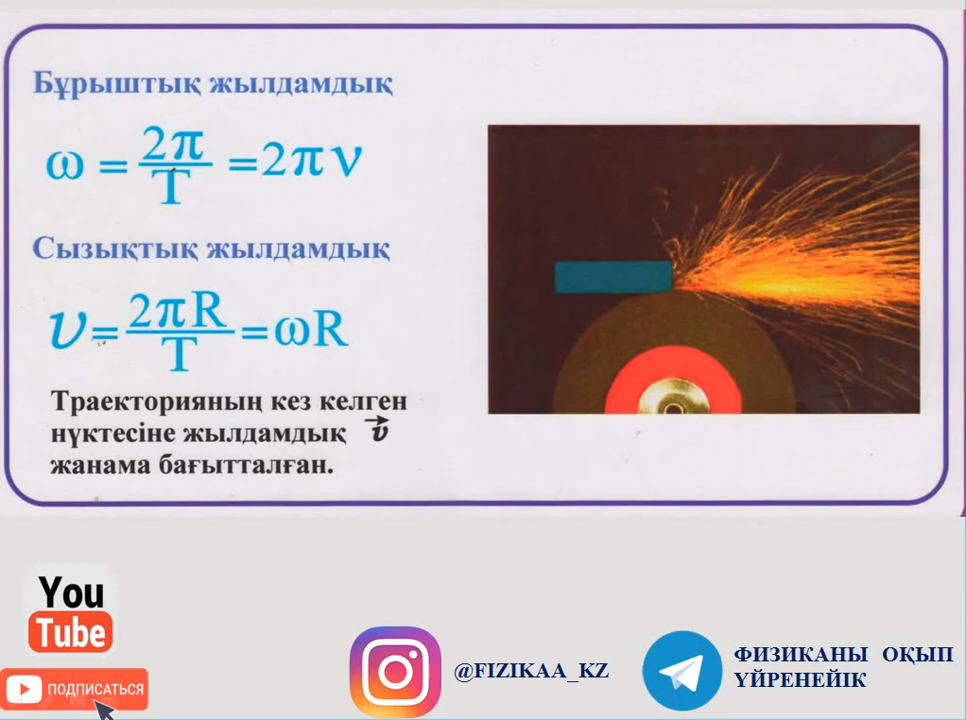 Бұрыштық жылдамдық
ω = 2π/T = 2πν
Сызықтық жылдамдық
υ = 2πR/T = ωR
Траекторияның кез келген
нүктесіне жылдамдық υ⃗
жанама бағытталған.
You
Tube
ПОДПИСАТЬСЯ
@FIZIKAA_KZ
ФИЗИКАНЫ ОҚЫП
ҮЙРЕНЕЙІК